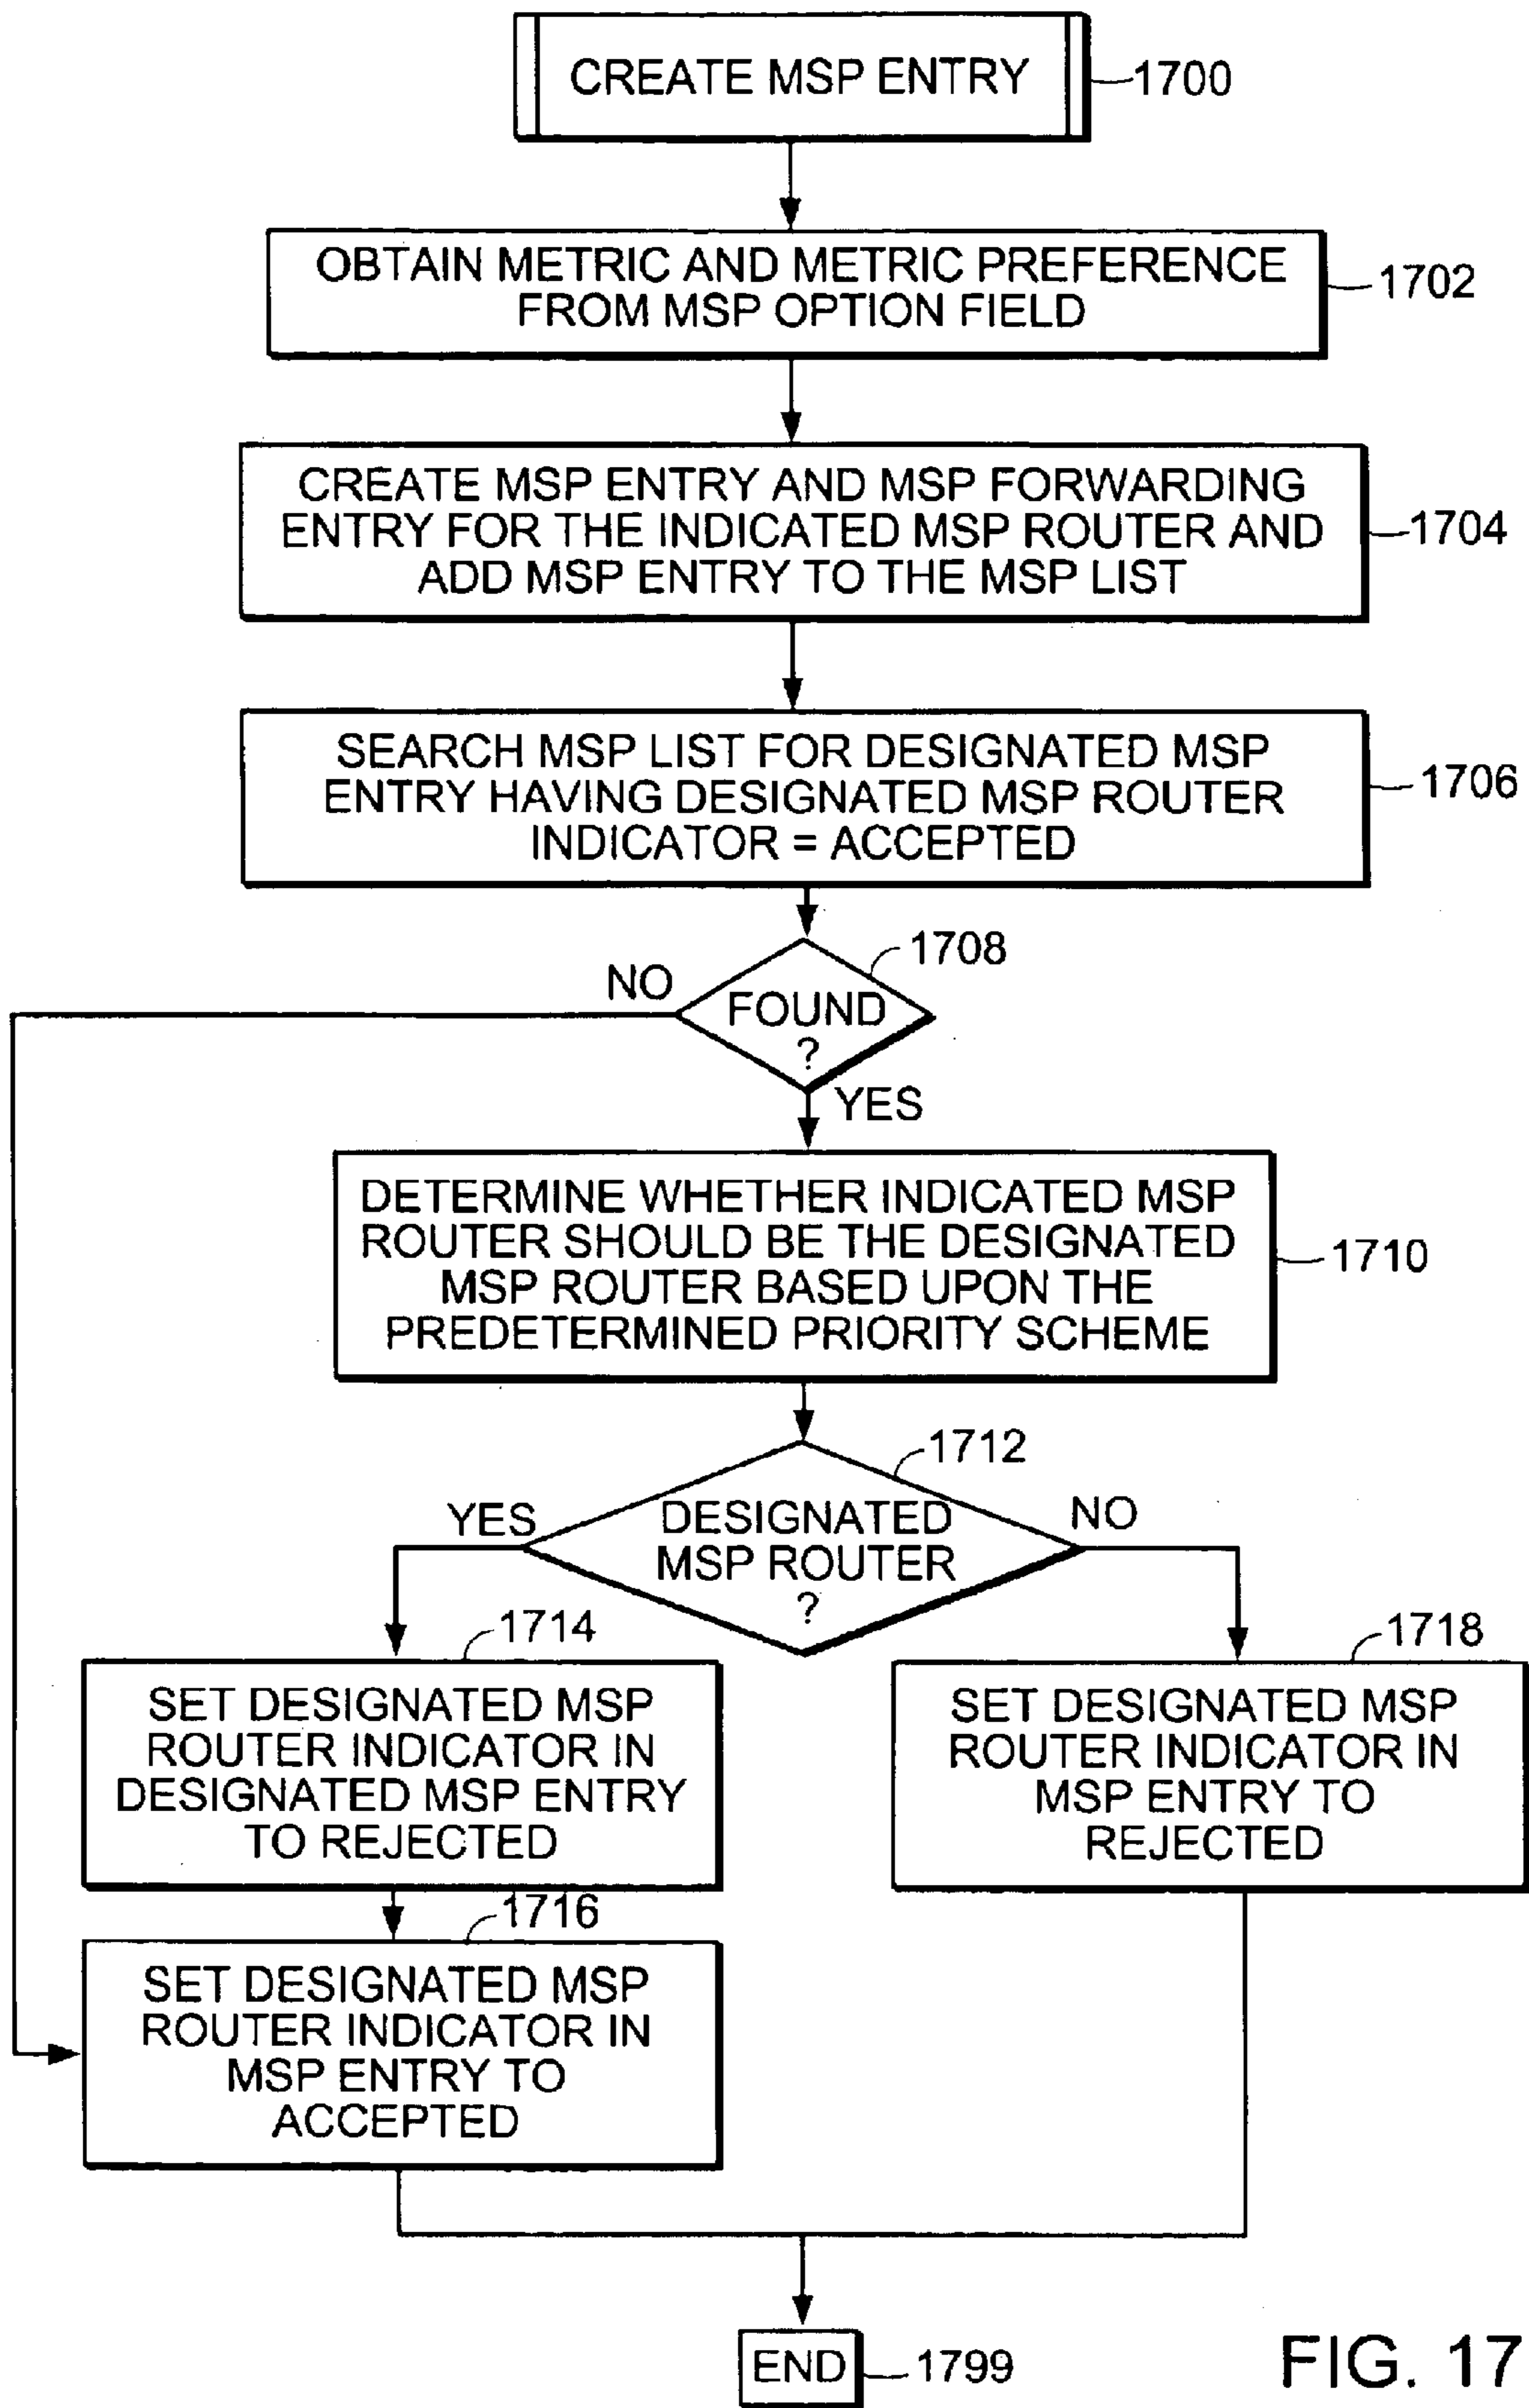 CREATE MSP ENTRY
1700
OBTAIN METRIC AND METRIC PREFERENCE
FROM MSP OPTION FIELD
1702
CREATE MSP ENTRY AND MSP FORWARDING
ENTRY FOR THE INDICATED MSP ROUTER AND
ADD MSP ENTRY TO THE MSP LIST
1704
SEARCH MSP LIST FOR DESIGNATED MSP
ENTRY HAVING DESIGNATED MSP ROUTER
INDICATOR = ACCEPTED
1706
1708
NO
FOUND
?
YES
DETERMINE WHETHER INDICATED MSP
ROUTER SHOULD BE THE DESIGNATED
MSP ROUTER BASED UPON THE
PREDETERMINED PRIORITY SCHEME
1710
1712
YES
DESIGNATED
MSP ROUTER
?
NO
1714
SET DESIGNATED MSP
ROUTER INDICATOR IN
DESIGNATED MSP ENTRY
TO REJECTED
1718
SET DESIGNATED MSP
ROUTER INDICATOR IN
MSP ENTRY TO
REJECTED
1716
SET DESIGNATED MSP
ROUTER INDICATOR IN
MSP ENTRY TO
ACCEPTED
END
1799
FIG. 17